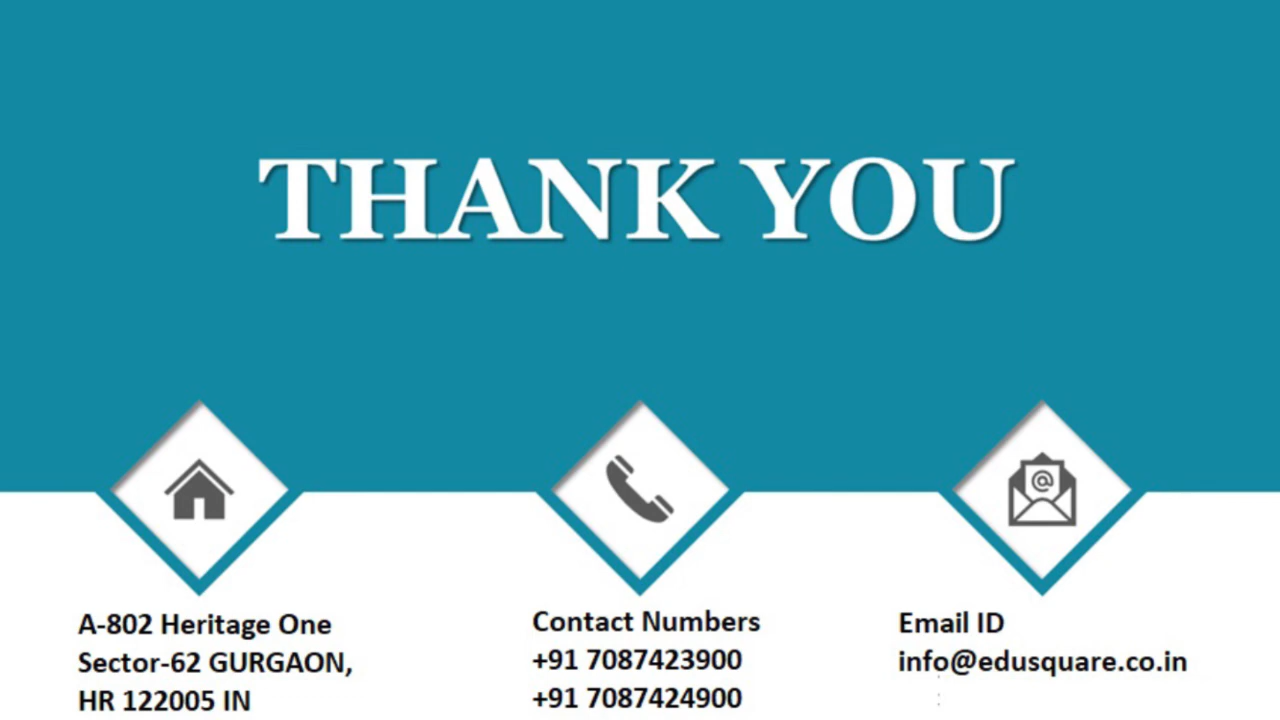 THANK YOU
A-802 Heritage One
Sector-62 GURGAON,
HR 122005 IN
Contact Numbers
+91 7087423900
+91 7087424900
Email ID
info@edusquare.co.in